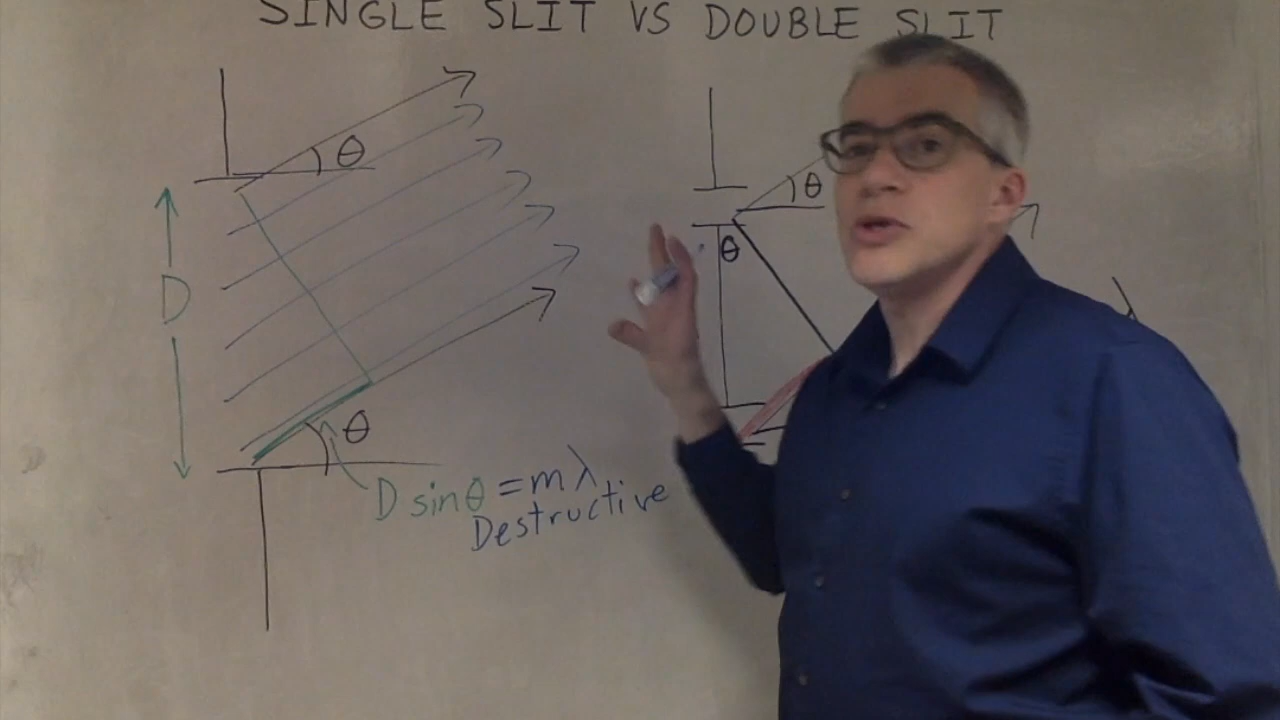 SINGLE SLIT VS DOUBLE SLIT
θ
θ
θ
D
θ
D sinθ = mλ
Destructive